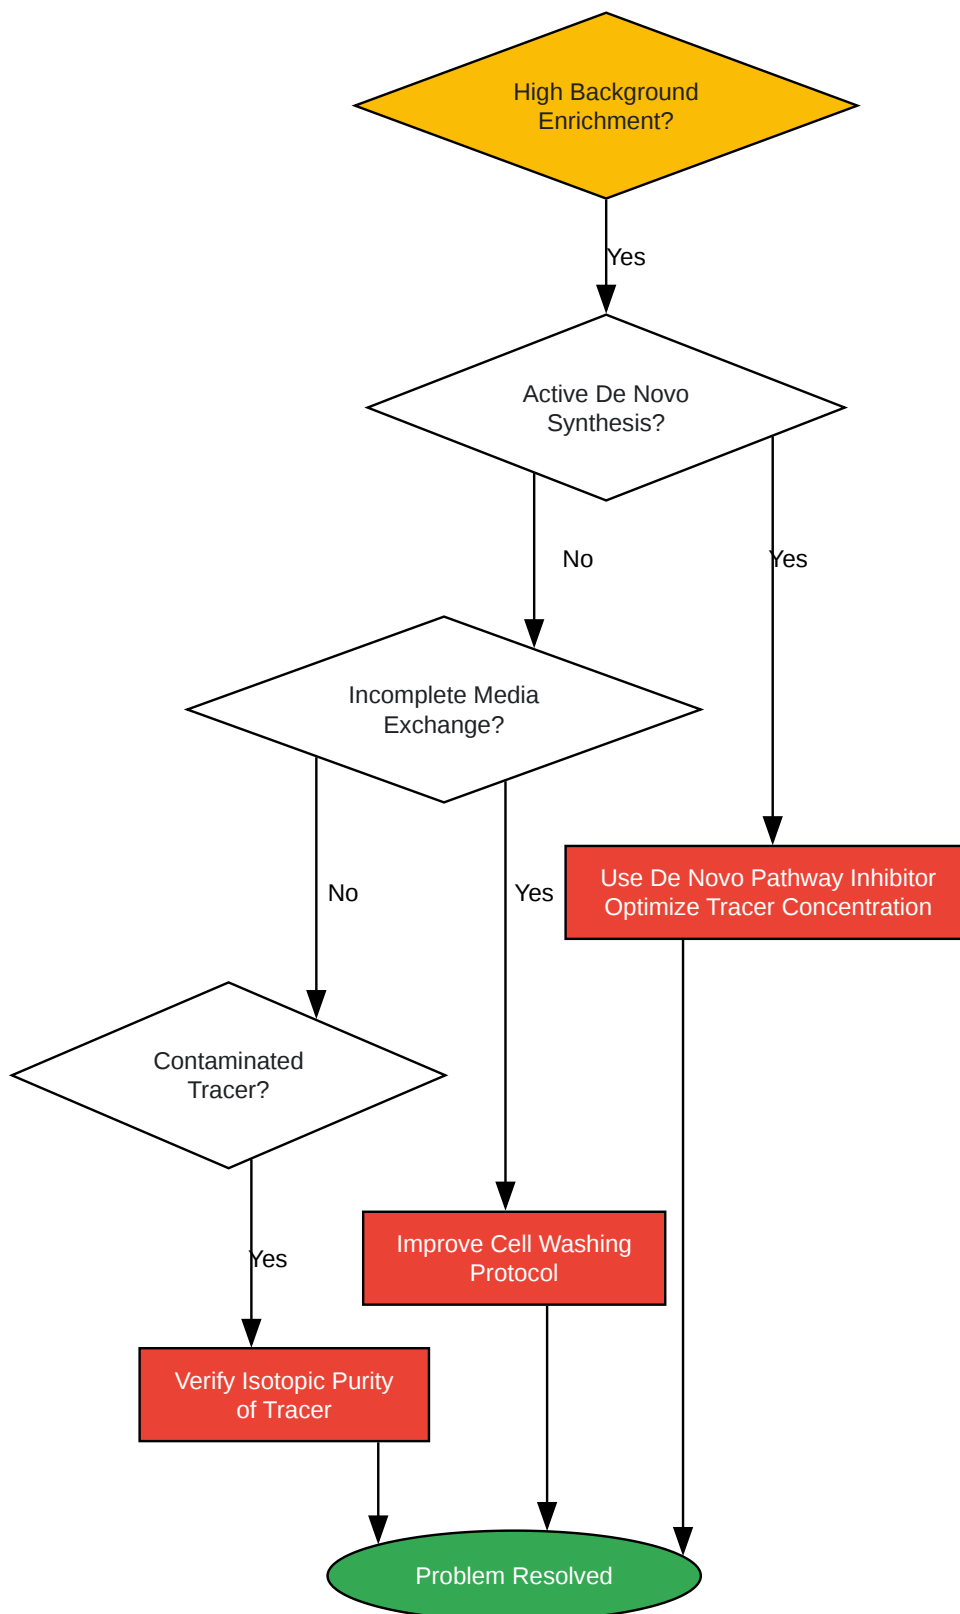 High Background
Enrichment?
Yes
Active De Novo
Synthesis?
No
Yes
Incomplete Media
Exchange?
No
Yes
Use De Novo Pathway Inhibitor
Optimize Tracer Concentration
Contaminated
Tracer?
Yes
Improve Cell Washing
Protocol
Verify Isotopic Purity
of Tracer
Problem Resolved